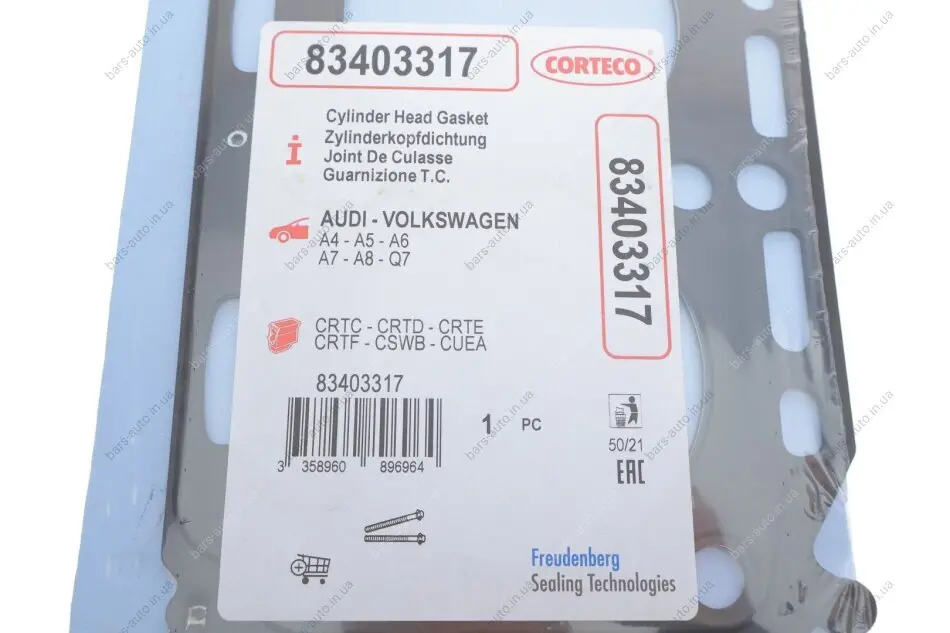 83403317
CORTECO
Cylinder Head Gasket
Zylinderkopfdichtung
Joint De Culasse
Guarnizione T.C.
83403317
AUDI - VOLKSWAGEN
A4 - A5 - A6
A7 - A8 - Q7
CRTC - CRTD - CRTE
CRTF - CSWB - CUEA
83403317
3 358960 896964
1 PC
50/21
EAC
Freudenberg
Sealing Technologies
bars-auto.in.ua